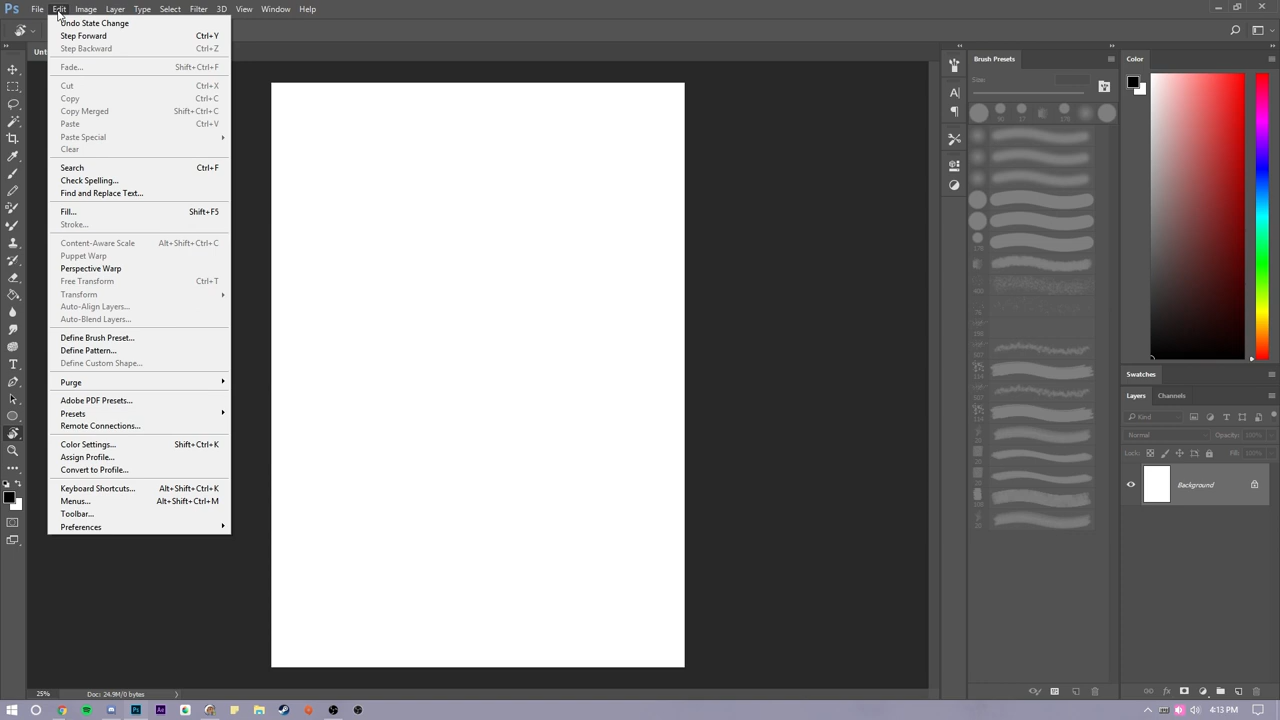 Ps File Edit Image Layer Type Select Filter 3D View Window Help
Unt
Undo State Change
Step Forward Ctrl+Y
Step Backward Ctrl+Z
Fade... Shift+Ctrl+F
Cut Ctrl+X
Copy Ctrl+C
Copy Merged Shift+Ctrl+C
Paste Ctrl+V
Paste Special
Clear
Search Ctrl+F
Check Spelling...
Find and Replace Text...
Fill... Shift+F5
Stroke...
Content-Aware Scale Alt+Shift+Ctrl+C
Puppet Warp
Perspective Warp
Free Transform Ctrl+T
Transform
Auto-Align Layers...
Auto-Blend Layers...
Define Brush Preset...
Define Pattern...
Define Custom Shape...
Purge
Adobe PDF Presets...
Presets
Remote Connections...
Color Settings... Shift+Ctrl+K
Assign Profile...
Convert to Profile...
Keyboard Shortcuts... Alt+Shift+Ctrl+K
Menus... Alt+Shift+Ctrl+M
Toolbar...
Preferences
Brush Presets
Size:
Color
Swatches
Layers Channels
Kind
Normal Opacity: 100%
Lock: Fill: 100%
Background
25% Doc: 24.9M/0 bytes
Ps Ae 4:13 PM